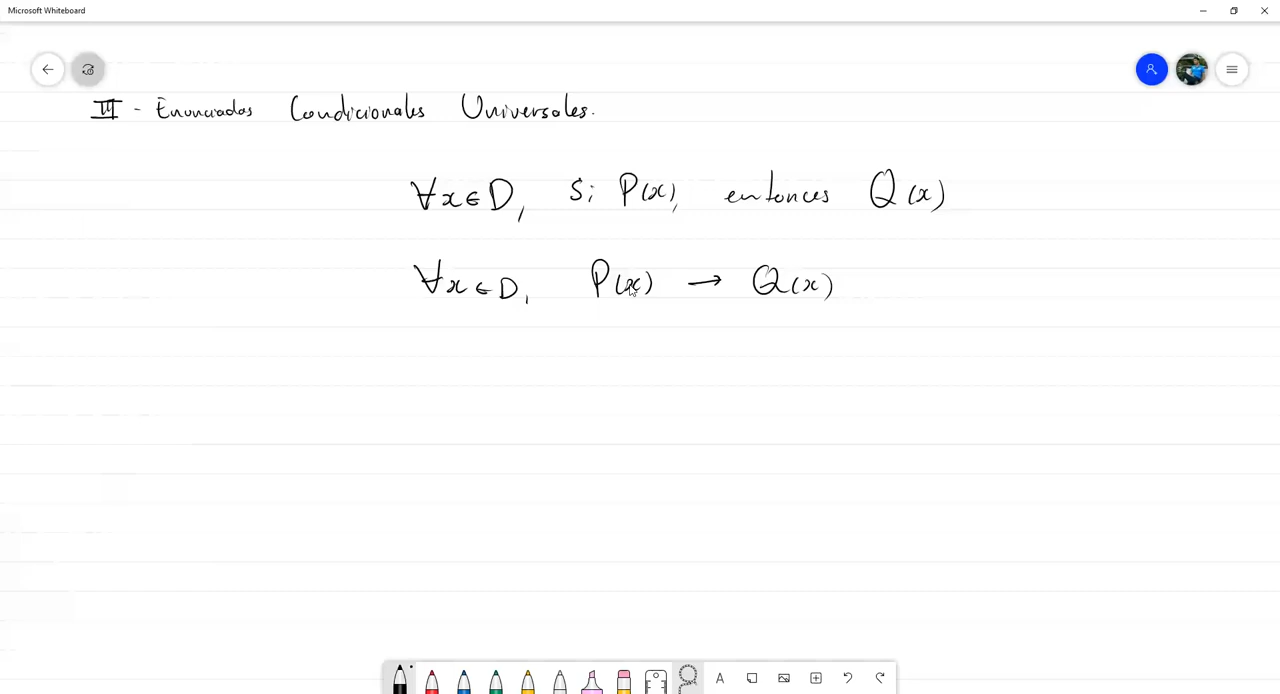 Microsoft Whiteboard
III - Enunciados Condicionales Universales.
∀x ∈ D, Si P(x), entonces Q(x)
∀x ∈ D, P(x) → Q(x)
A